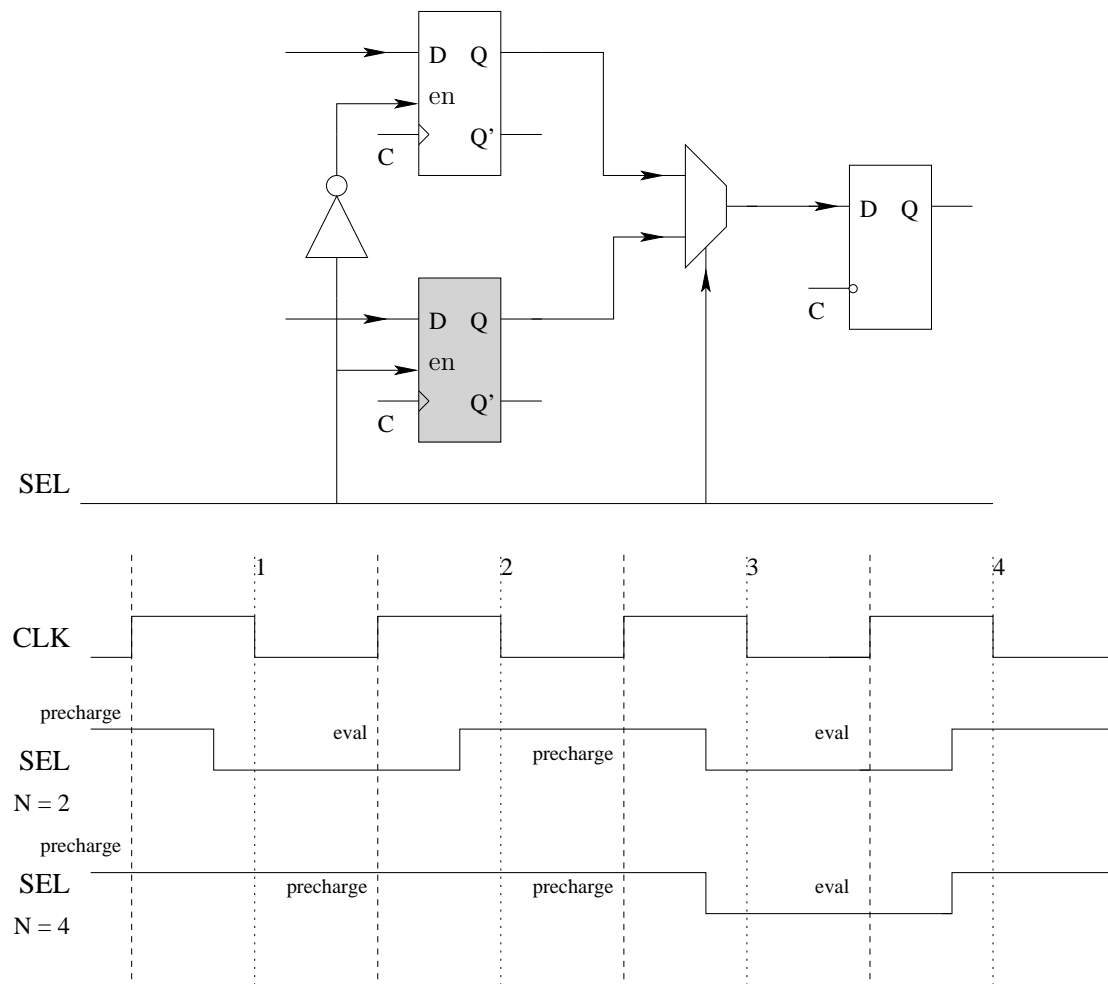 D Q
en
Q'
C
D Q
C
D Q
en
Q'
C
SEL
1 2 3 4
CLK
precharge
eval
eval
precharge
SEL
N = 2
precharge
SEL
precharge
precharge
eval
N = 4